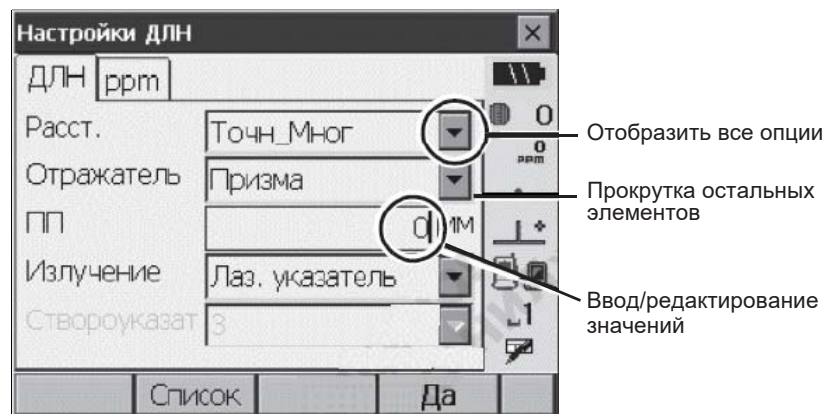 Настройки ДЛН
ДЛН ppm
Расст. Точн_Мног
0
0
ppm
Отображить все опции
Отражатель Призма
Прокрутка остальных
элементов
ПП 0 мм
Излучение Лаз. указатель
Ввод/редактирование
значений
Створоуказат 3
1
Список Да